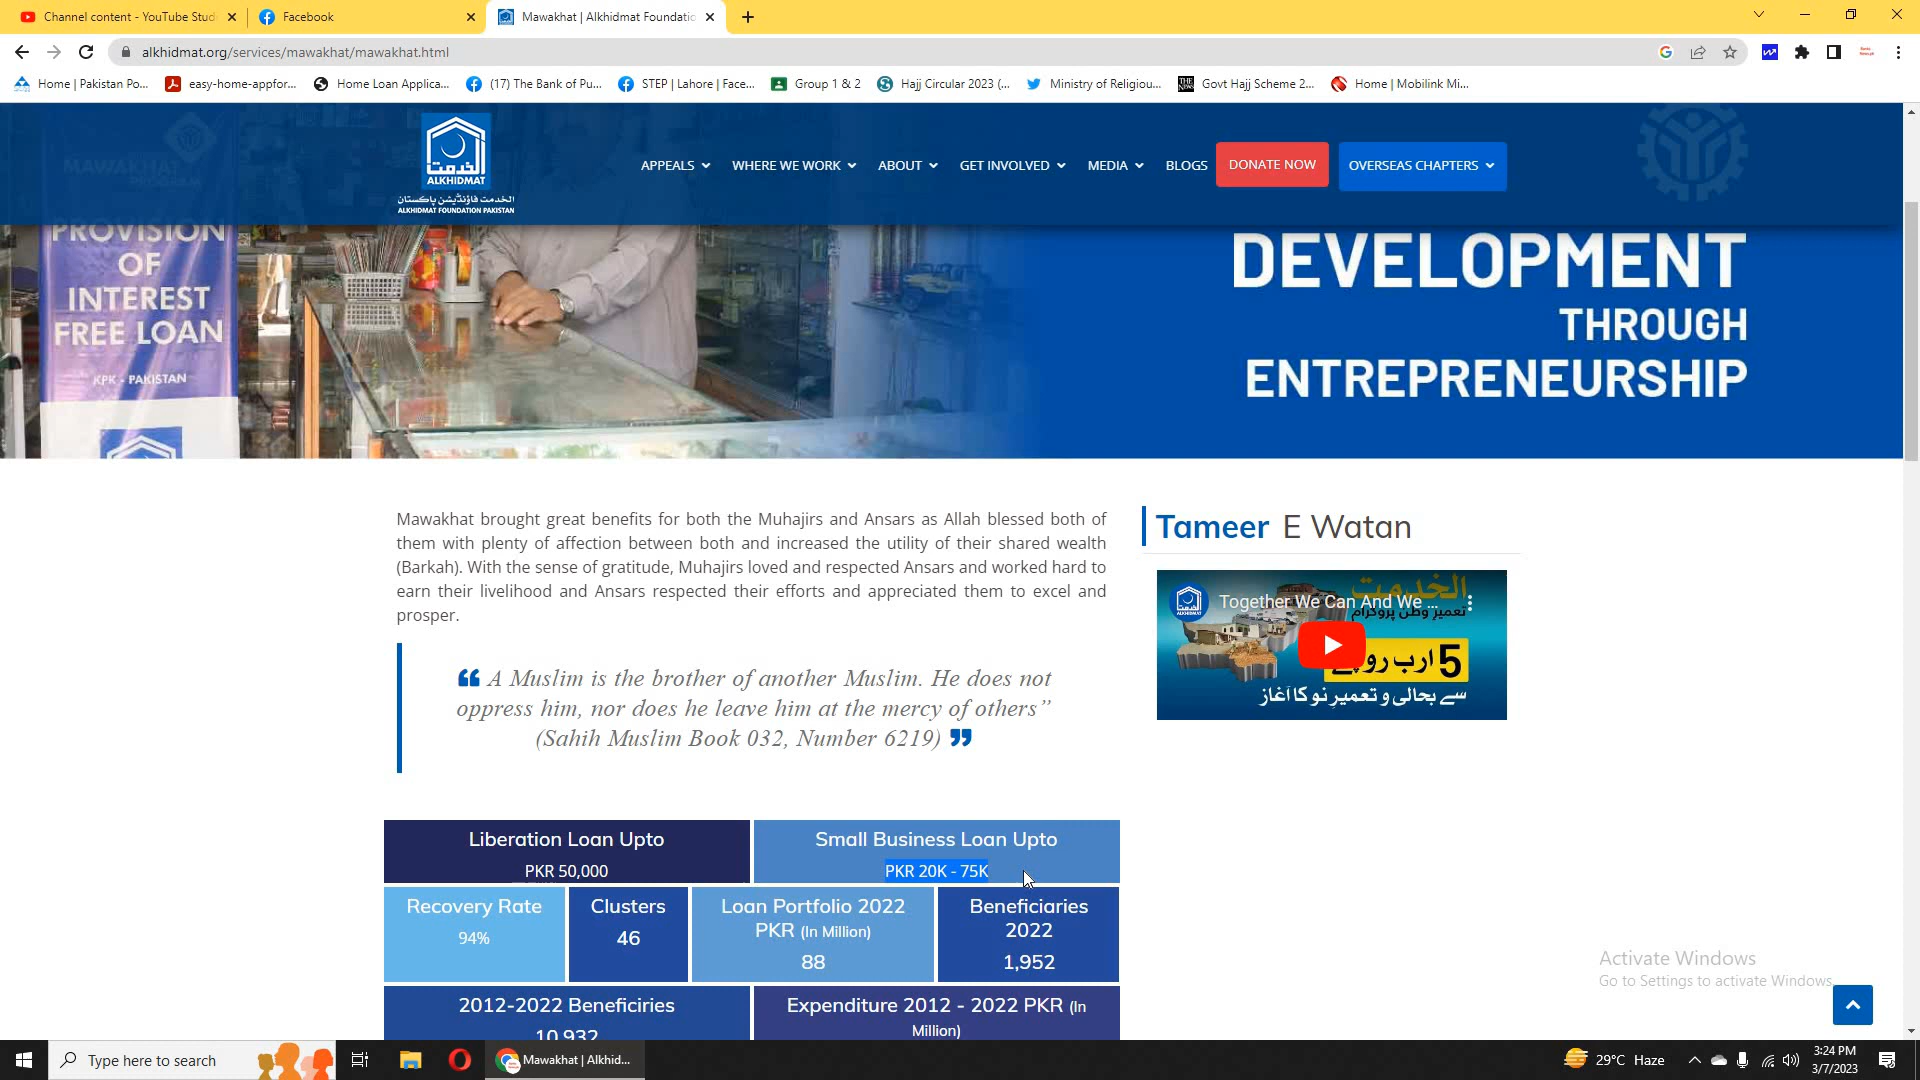 Channel content - YouTube Stud
Facebook
Mawakhat | Alkhidmat Foundatio
alkhidmat.org/services/mawakhat/mawakhat.html
Home | Pakistan Po...
easy-home-appfor...
Home Loan Applica...
(17) The Bank of Pu...
STEP | Lahore | Face...
Group 1 & 2
Hajj Circular 2023 (...
Ministry of Religiou...
Govt Hajj Scheme 2...
Home | Mobilink Mi...
الخدمت
ALKHIDMAT
الخدمت فاؤنڈیشن پاکستان
ALKHIDMAT FOUNDATION PAKISTAN
APPEALS
WHERE WE WORK
ABOUT
GET INVOLVED
MEDIA
BLOGS
DONATE NOW
OVERSEAS CHAPTERS
MAWAKHAT
PROGRAM
PROVISION
OF
INTEREST
FREE LOAN
KPK - PAKISTAN
DEVELOPMENT
THROUGH
ENTREPRENEURSHIP
Mawakhat brought great benefits for both the Muhajirs and Ansars as Allah blessed both of
them with plenty of affection between both and increased the utility of their shared wealth
(Barkah). With the sense of gratitude, Muhajirs loved and respected Ansars and worked hard to
earn their livelihood and Ansars respected their efforts and appreciated them to excel and
prosper.
❝ A Muslim is the brother of another Muslim. He does not
oppress him, nor does he leave him at the mercy of others”
(Sahih Muslim Book 032, Number 6219) ❞
Tameer E Watan
Together We Can And We ...
الخدمت
تعمیر وطن پروگرام
5 ارب روپے
سے بحالی و تعمیرِ نو کا آغاز
Liberation Loan Upto
PKR 50,000
Small Business Loan Upto
PKR 20K - 75K
Recovery Rate
94%
Clusters
46
Loan Portfolio 2022
PKR (In Million)
88
Beneficiaries
2022
1,952
2012-2022 Beneficiries
10,932
Expenditure 2012 - 2022 PKR (In
Million)
Activate Windows
Go to Settings to activate Windows.
Type here to search
Mawakhat | Alkhid...
29°C Haze
3:24 PM
3/7/2023